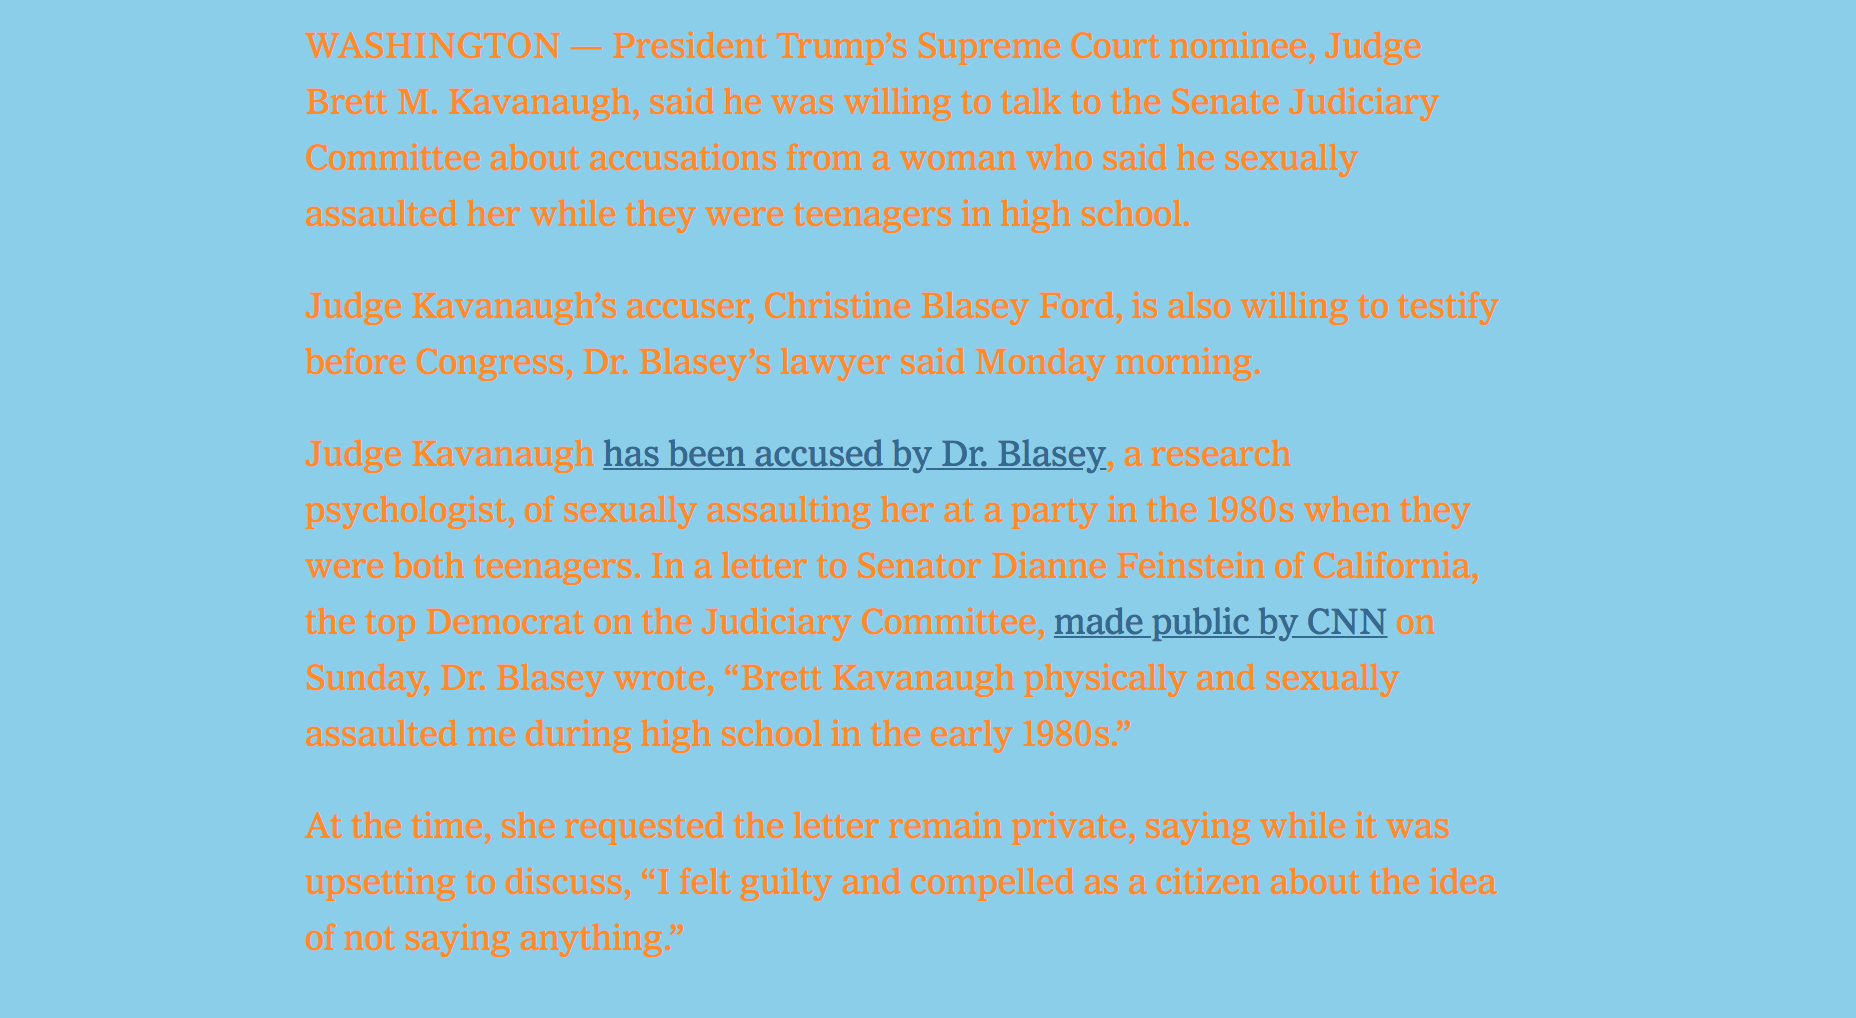 WASHINGTON — President Trump’s Supreme Court nominee, Judge
Brett M. Kavanaugh, said he was willing to talk to the Senate Judiciary
Committee about accusations from a woman who said he sexually
assaulted her while they were teenagers in high school.
Judge Kavanaugh’s accuser, Christine Blasey Ford, is also willing to testify
before Congress, Dr. Blasey’s lawyer said Monday morning.
Judge Kavanaugh has been accused by Dr. Blasey, a research
psychologist, of sexually assaulting her at a party in the 1980s when they
were both teenagers. In a letter to Senator Dianne Feinstein of California,
the top Democrat on the Judiciary Committee, made public by CNN on
Sunday, Dr. Blasey wrote, “Brett Kavanaugh physically and sexually
assaulted me during high school in the early 1980s.”
At the time, she requested the letter remain private, saying while it was
upsetting to discuss, “I felt guilty and compelled as a citizen about the idea
of not saying anything.”